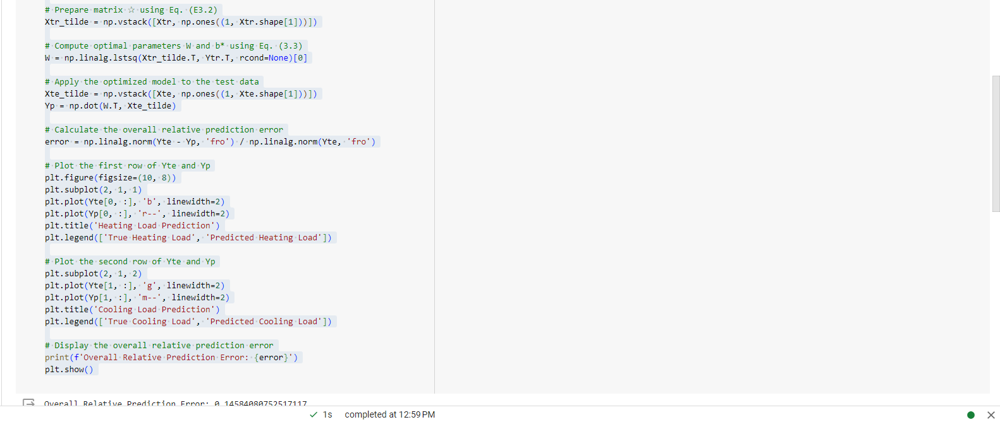 # Prepare matrix ☆ using Eq. (E3.2)
Xtr_tilde = np.vstack([Xtr, np.ones((1, Xtr.shape[1]))])
# Compute optimal parameters W and b* using Eq. (3.3)
W = np.linalg.lstsq(Xtr_tilde.T, Ytr.T, rcond=None)[0]
# Apply the optimized model to the test data
Xte_tilde = np.vstack([Xte, np.ones((1, Xte.shape[1]))])
Yp = np.dot(W.T, Xte_tilde)
# Calculate the overall relative prediction error
error = np.linalg.norm(Yte - Yp, 'fro') / np.linalg.norm(Yte, 'fro')
# Plot the first row of Yte and Yp
plt.figure(figsize=(10, 8))
plt.subplot(2, 1, 1)
plt.plot(Yte[0, :], 'b', linewidth=2)
plt.plot(Yp[0, :], 'r--', linewidth=2)
plt.title('Heating Load Prediction')
plt.legend(['True Heating Load', 'Predicted Heating Load'])
# Plot the second row of Yte and Yp
plt.subplot(2, 1, 2)
plt.plot(Yte[1, :], 'g', linewidth=2)
plt.plot(Yp[1, :], 'm--', linewidth=2)
plt.title('Cooling Load Prediction')
plt.legend(['True Cooling Load', 'Predicted Cooling Load'])
# Display the overall relative prediction error
print(f'Overall Relative Prediction Error: {error}')
plt.show()
Overall Relative Prediction Error: 0.14584080752517117
1s completed at 12:59 PM